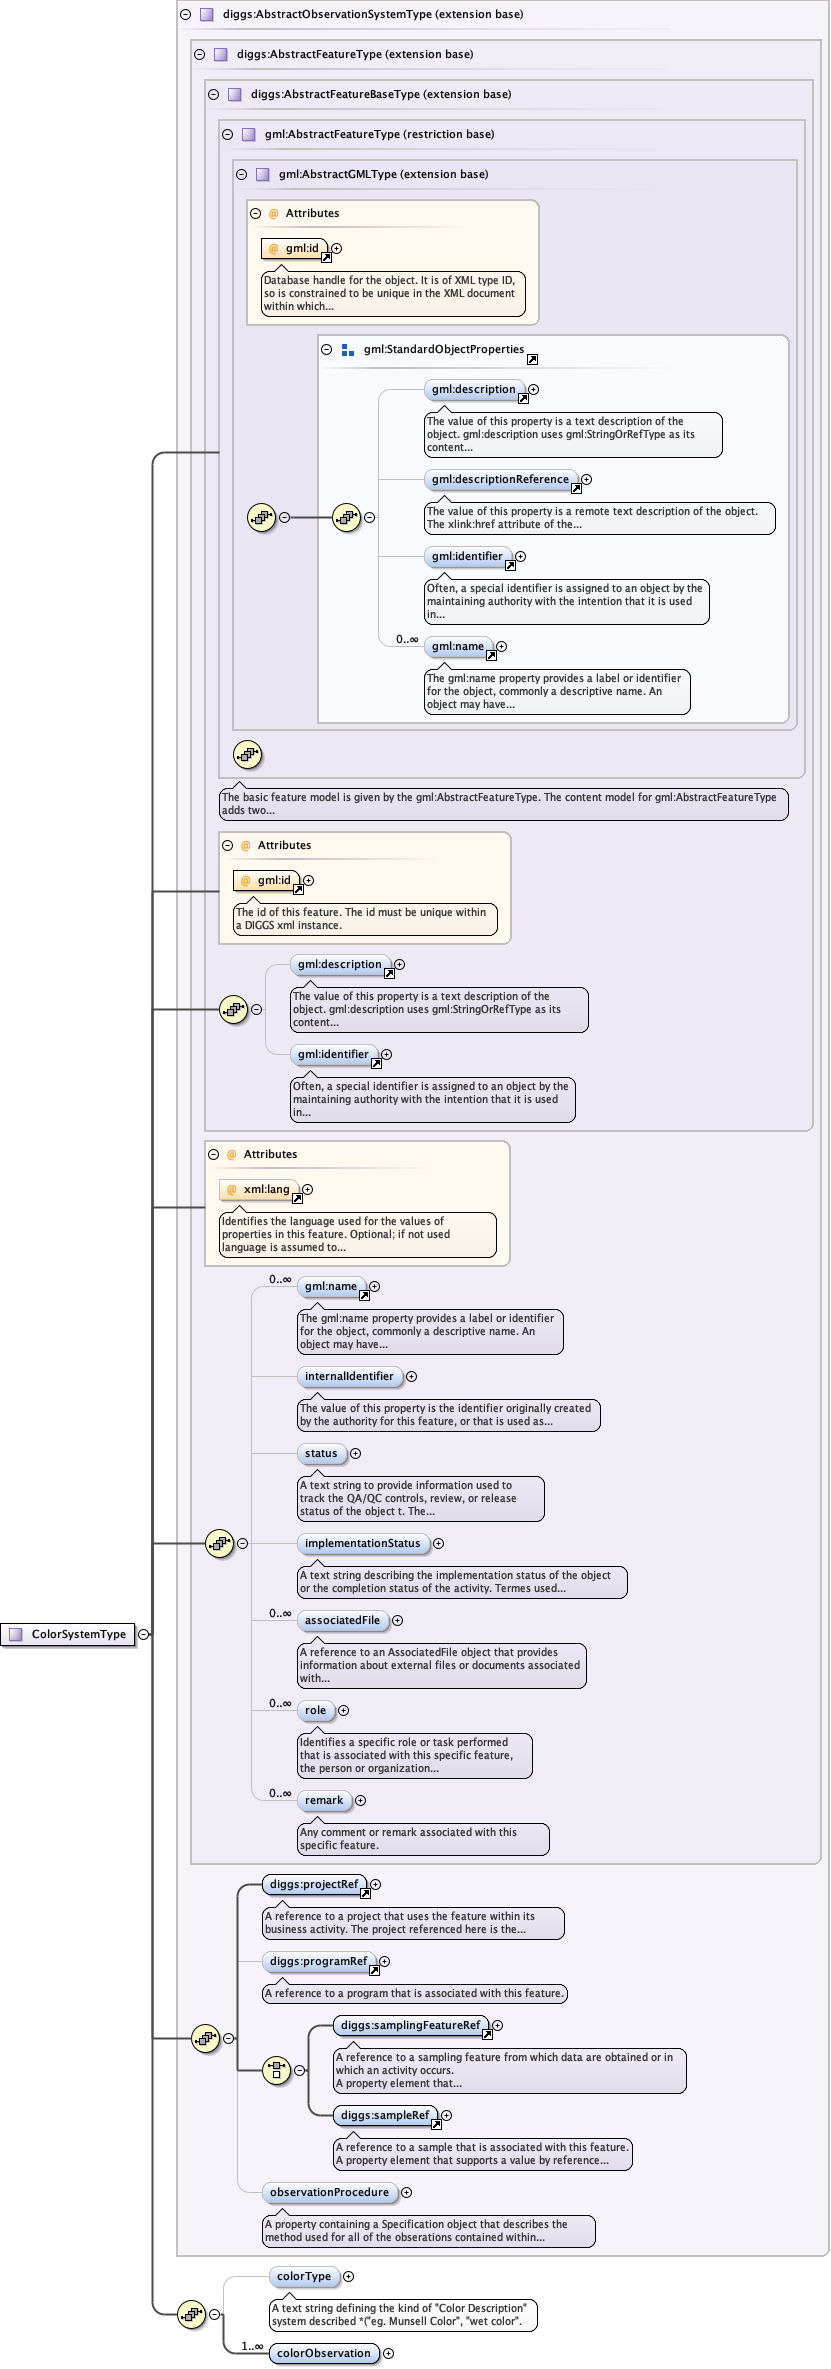 diggs:AbstractObservationSystemType (extension base)
diggs:AbstractFeatureType (extension base)
diggs:AbstractFeatureBaseType (extension base)
gml:AbstractFeatureType (restriction base)
gml:AbstractGMLType (extension base)
@ Attributes
@ gml:id
Database handle for the object. It is of XML type ID,
so is constrained to be unique in the XML document
within which...
gml:StandardObjectProperties
gml:description
The value of this property is a text description of the
object. gml:description uses gml:StringOrRefType as its
content...
gml:descriptionReference
The value of this property is a remote text description of the object.
The xlink:href attribute of the...
gml:identifier
Often, a special identifier is assigned to an object by the
maintaining authority with the intention that it is used
in...
0..∞
gml:name
The gml:name property provides a label or identifier
for the object, commonly a descriptive name. An
object may have...
The basic feature model is given by the gml:AbstractFeatureType. The content model for gml:AbstractFeatureType
adds two...
@ Attributes
@ gml:id
The id of this feature. The id must be unique within
a DIGGS xml instance.
gml:description
The value of this property is a text description of the
object. gml:description uses gml:StringOrRefType as its
content...
gml:identifier
Often, a special identifier is assigned to an object by the
maintaining authority with the intention that it is used
in...
@ Attributes
@ xml:lang
Identifies the language used for the values of
properties in this feature. Optional; if not used
language is assumed to...
0..∞
gml:name
The gml:name property provides a label or identifier
for the object, commonly a descriptive name. An
object may have...
internalIdentifier
The value of this property is the identifier originally created
by the authority for this feature, or that is used as...
status
A text string to provide information used to
track the QA/QC controls, review, or release
status of the object t. The...
implementationStatus
A text string describing the implementation status of the object
or the completion status of the activity. Termes used...
0..∞
associatedFile
A reference to an AssociatedFile object that provides
information about external files or documents associated
with...
ColorSystemType
0..∞
role
Identifies a specific role or task performed
that is associated with this specific feature,
the person or organization...
0..∞
remark
Any comment or remark associated with this
specific feature.
diggs:projectRef
A reference to a project that uses the feature within its
business activity. The project referenced here is the...
diggs:programRef
A reference to a program that is associated with this feature.
diggs:samplingFeatureRef
A reference to a sampling feature from which data are obtained or in
which an activity occurs.
A property element that...
diggs:sampleRef
A reference to a sample that is associated with this feature.
A property element that supports a value by reference...
observationProcedure
A property containing a Specification object that describes the
method used for all of the obserations contained within...
colorType
A text string defining the kind of "Color Description"
system described *("eg. Munsell Color", "wet color".
1..∞
colorObservation